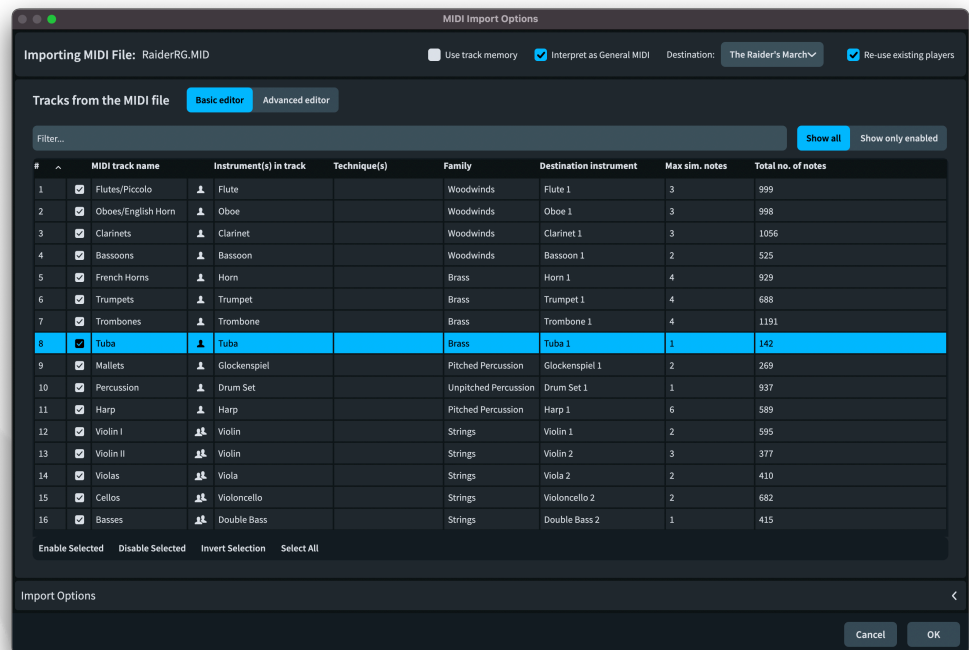 MIDI Import Options
Importing MIDI File: RaiderRG.MID Use track memory Interpret as General MIDI Destination: The Raider's March Re-use existing players
Tracks from the MIDI file Basic editor Advanced editor
Filter... Show all Show only enabled
# MIDI track name Instrument(s) in track Technique(s) Family Destination instrument Max sim. notes Total no. of notes
1 Flutes/Piccolo Flute Woodwinds Flute 1 3 999
2 Oboes/English Horn Oboe Woodwinds Oboe 1 3 998
3 Clarinets Clarinet Woodwinds Clarinet 1 3 1056
4 Bassoons Bassoon Woodwinds Bassoon 1 2 525
5 French Horns Horn Brass Horn 1 4 929
6 Trumpets Trumpet Brass Trumpet 1 4 688
7 Trombones Trombone Brass Trombone 1 4 1191
8 Tuba Tuba Brass Tuba 1 1 142
9 Mallets Glockenspiel Pitched Percussion Glockenspiel 1 2 269
10 Percussion Drum Set Unpitched Percussion Drum Set 1 1 937
11 Harp Harp Pitched Percussion Harp 1 6 589
12 Violin I Violin Strings Violin 1 2 595
13 Violin II Violin Strings Violin 2 3 377
14 Violas Viola Strings Viola 2 2 410
15 Cellos Violoncello Strings Violoncello 2 2 682
16 Basses Double Bass Strings Double Bass 2 1 415
Enable Selected Disable Selected Invert Selection Select All
Import Options
Cancel OK